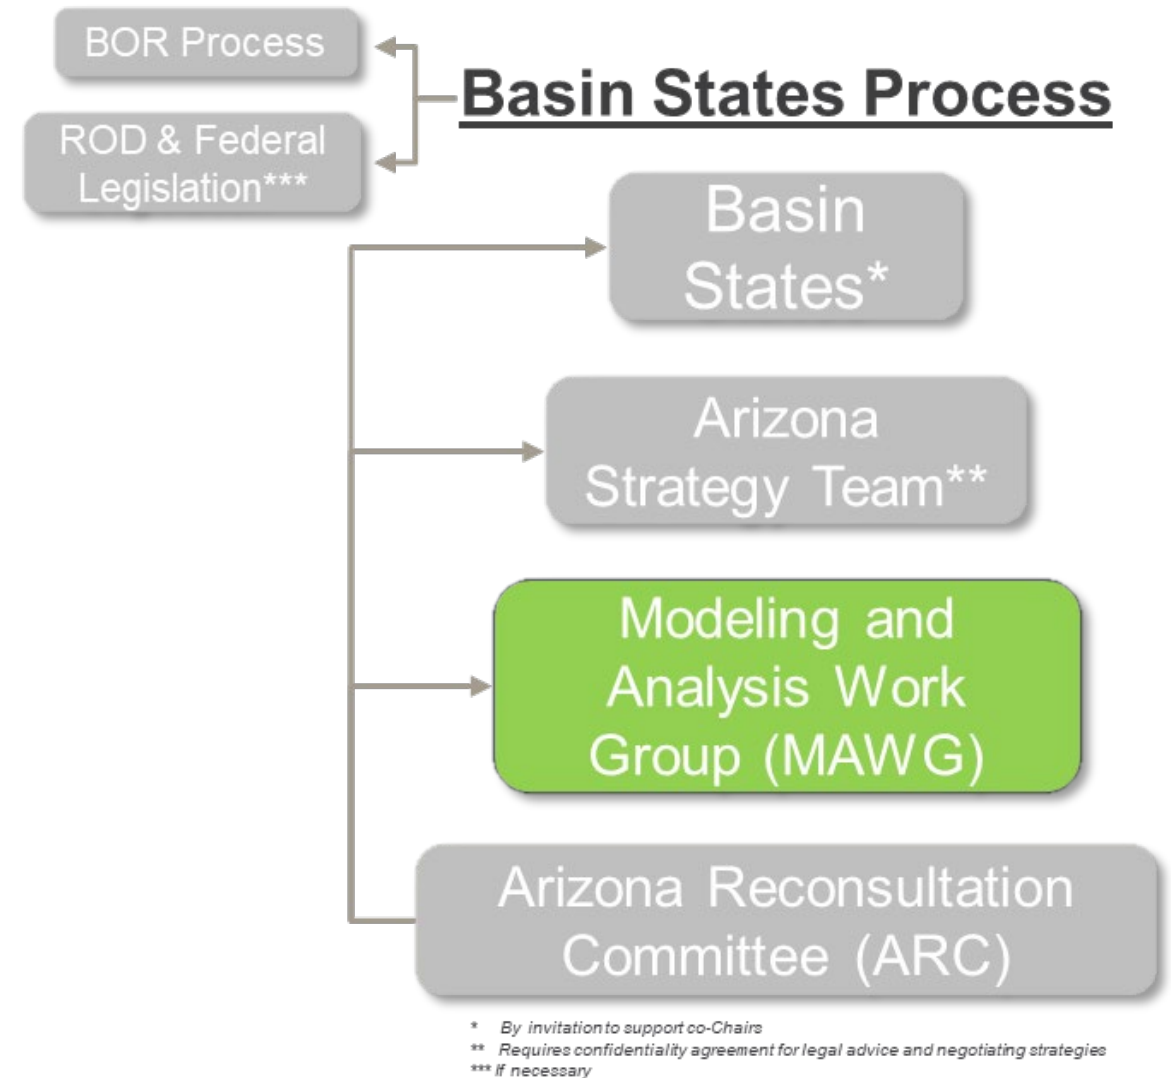 BOR Process
Basin States Process
ROD & Federal
Legislation***
Basin
States*
Arizona
Strategy Team**
Modeling and
Analysis Work
Group (MAWG)
Arizona Reconsultation
Committee (ARC)
* By invitation to support co-Chairs
** Requires confidentiality agreement for legal advice and negotiating strategies
*** If necessary